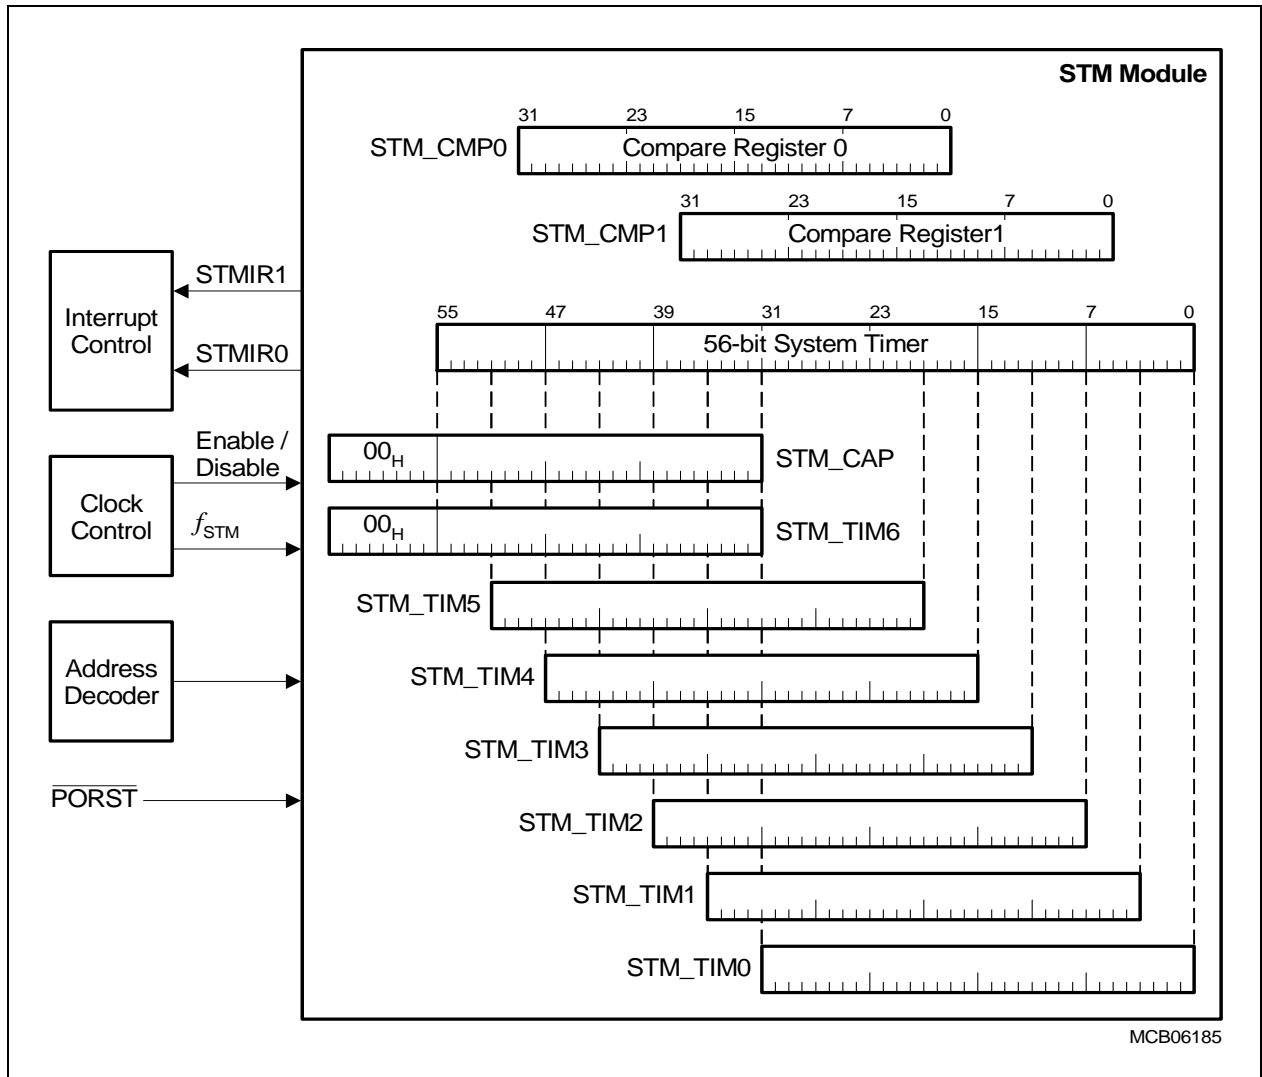 STM Module
31 23 15 7 0
STM_CMP0 Compare Register 0
31 23 15 7 0
STM_CMP1 Compare Register1
STMIR1
Interrupt
Control
STMIR0
55 47 39 31 23 15 7 0
56-bit System Timer
Enable /
Disable
Clock
Control
fSTM
00H STM_CAP
00H STM_TIM6
STM_TIM5
Address
Decoder
STM_TIM4
STM_TIM3
PORST
STM_TIM2
STM_TIM1
STM_TIM0
MCB06185